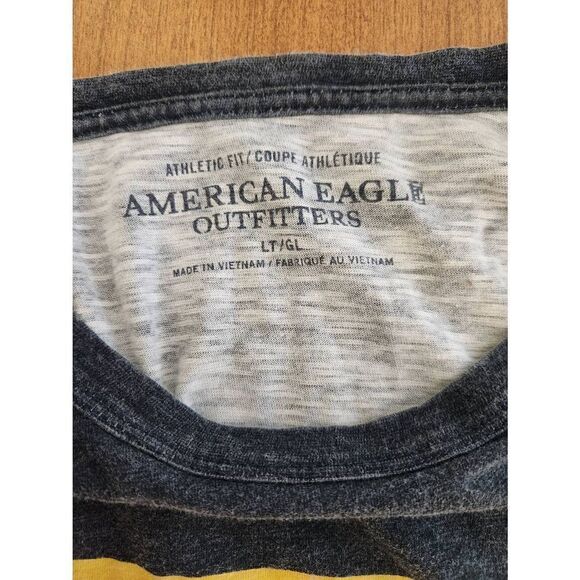 ATHLETIC FIT / COUPE ATHLÉTIQUE
AMERICAN EAGLE
OUTFITTERS
LT/GL
MADE IN VIETNAM / FABRIQUÉ AU VIETNAM